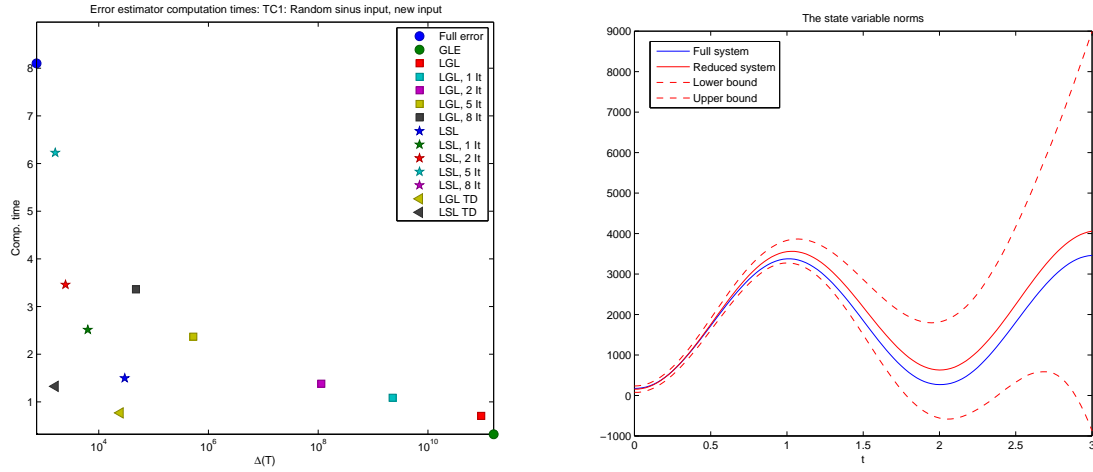 Error estimator computation times: TC1: Random sinus input, new input
Full error
GLE
LGL
LGL, 1 It
LGL, 2 It
LGL, 5 It
LGL, 8 It
LSL
LSL, 1 It
LSL, 2 It
LSL, 5 It
LSL, 8 It
LGL TD
LSL TD
Comp. time
8
7
6
5
4
3
2
1
10^4
10^6
10^8
10^10
Δ(T)
The state variable norms
Full system
Reduced system
Lower bound
Upper bound
9000
8000
7000
6000
5000
4000
3000
2000
1000
0
−1000
0
0.5
1
1.5
2
2.5
3
t